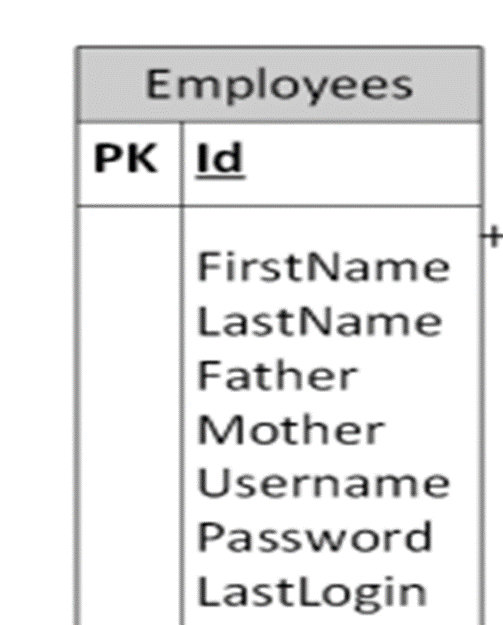 Employees
PK Id
FirstName
LastName
Father
Mother
Username
Password
LastLogin